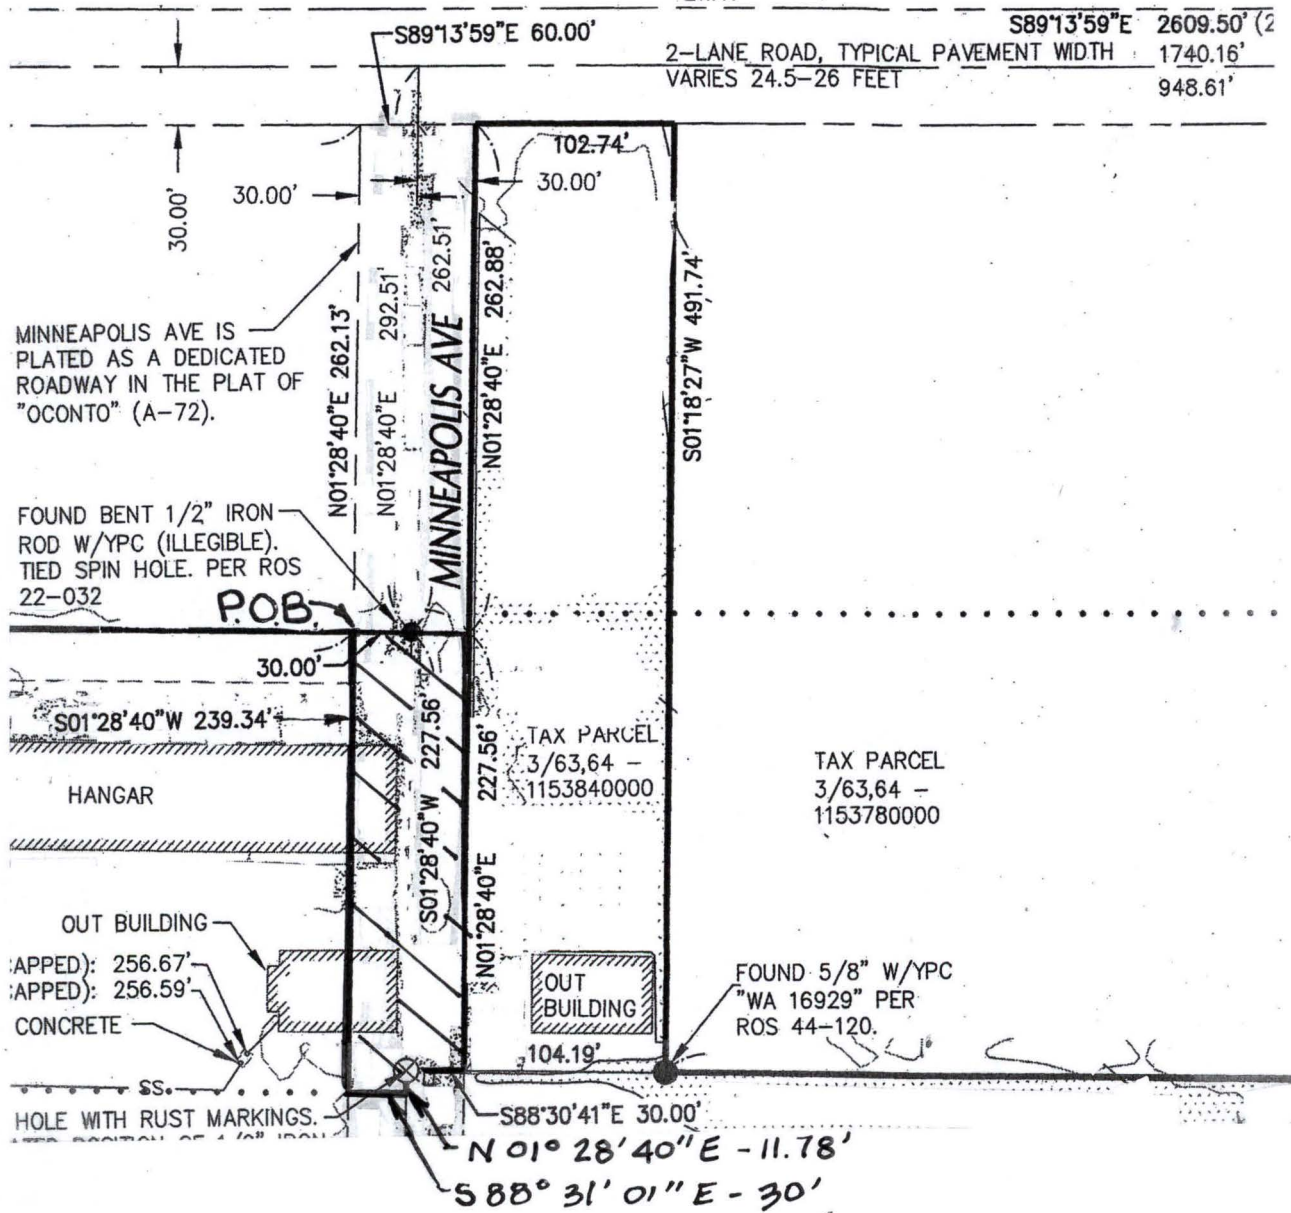 S89°13'59"E 60.00'
S89°13'59"E 2609.50' (2
2-LANE ROAD, TYPICAL PAVEMENT WIDTH 1740.16'
VARIES 24.5-26 FEET
948.61'
102.74'
30.00'
30.00'
30.00'
MINNEAPOLIS AVE IS
PLATED AS A DEDICATED
ROADWAY IN THE PLAT OF
"OCONTO" (A-72).
N01°28'40"E 262.13'
N01°28'40"E 292.51'
262.51'
MINNEAPOLIS AVE
N01°28'40"E 262.88'
S01°18'27"W 491.74'
FOUND BENT 1/2" IRON
ROD W/YPC (ILLEGIBLE).
TIED SPIN HOLE. PER ROS
22-032
P.O.B.
30.00'
S01°28'40"W 239.34'
HANGAR
S01°28'40"W 227.56'
N01°28'40"E 227.56'
TAX PARCEL
3/63,64 -
1153840000
TAX PARCEL
3/63,64 -
1153780000
OUT BUILDING
CAPPED): 256.67'
CAPPED): 256.59'
CONCRETE
SS
OUT
BUILDING
104.19'
FOUND 5/8" W/YPC
"WA 16929" PER
ROS 44-120.
HOLE WITH RUST MARKINGS.
S88°30'41"E 30.00'
N 01° 28' 40" E - 11.78'
S 88° 31' 01" E - 30'